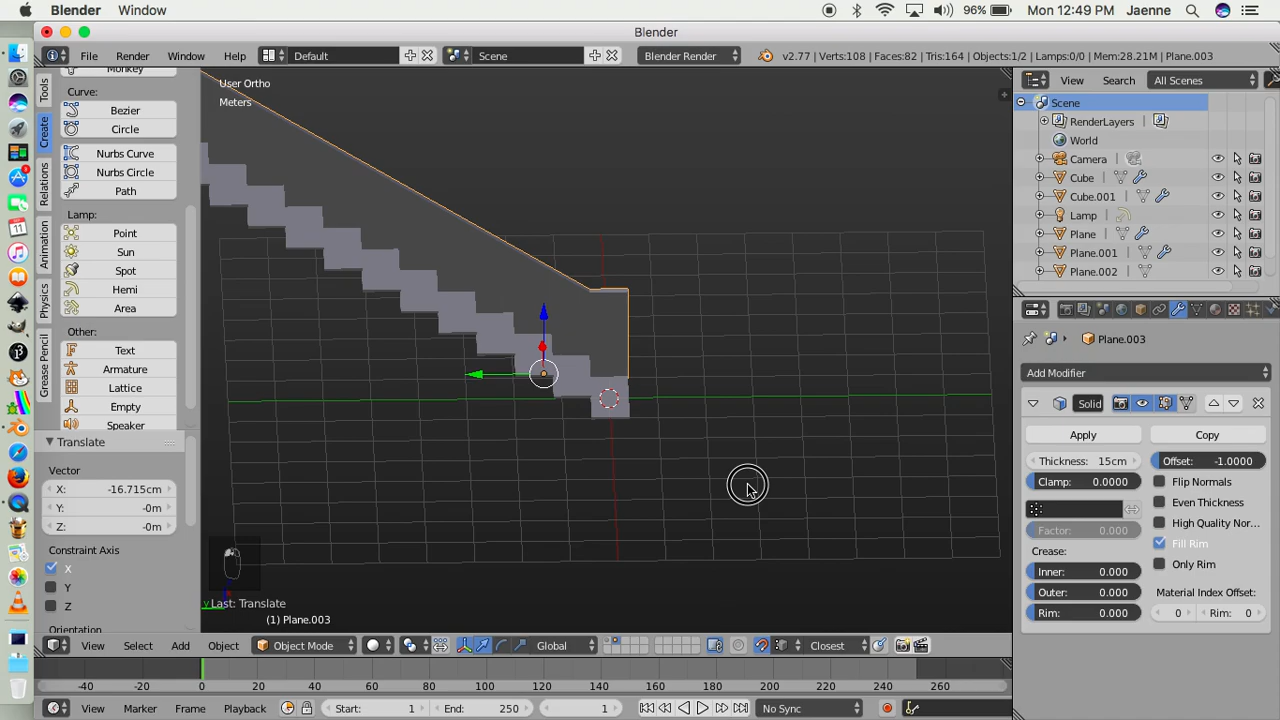 Blender Window 96% Mon 12:49 PM Jaenne
Blender
File Render Window Help Default Scene Blender Render v2.77 | Verts:108 | Faces:82 | Tris:164 | Objects:1/2 | Lamps:0/0 | Mem:28.21M | Plane.003
Tools
Create
Relations
Animation
Physics
Grease Pencil
Monkey
Curve:
Bezier
Circle
Nurbs Curve
Nurbs Circle
Path
Lamp:
Point
Sun
Spot
Hemi
Area
Other:
Text
Armature
Lattice
Empty
Speaker
Translate
Vector
X: -16.715cm
Y: -0m
Z: -0m
Constraint Axis
X
Y
Z
Orientation
User Ortho
Meters
Last: Translate
(1) Plane.003
View Select Add Object Object Mode Global Closest
-40 -20 0 20 40 60 80 100 120 140 160 180 200 220 240 260
View Marker Frame Playback Start: 1 End: 250 1 No Sync
View Search All Scenes
Scene
RenderLayers
World
Camera
Cube
Cube.001
Lamp
Plane
Plane.001
Plane.002
Plane.003
Add Modifier
Solid
Apply Copy
Thickness: 15cm Offset: -1.0000
Clamp: 0.0000 Flip Normals
Even Thickness
High Quality Nor...
Factor: 0.000 Fill Rim
Crease: Only Rim
Inner: 0.000
Outer: 0.000 Material Index Offset:
Rim: 0.000 0 Rim: 0